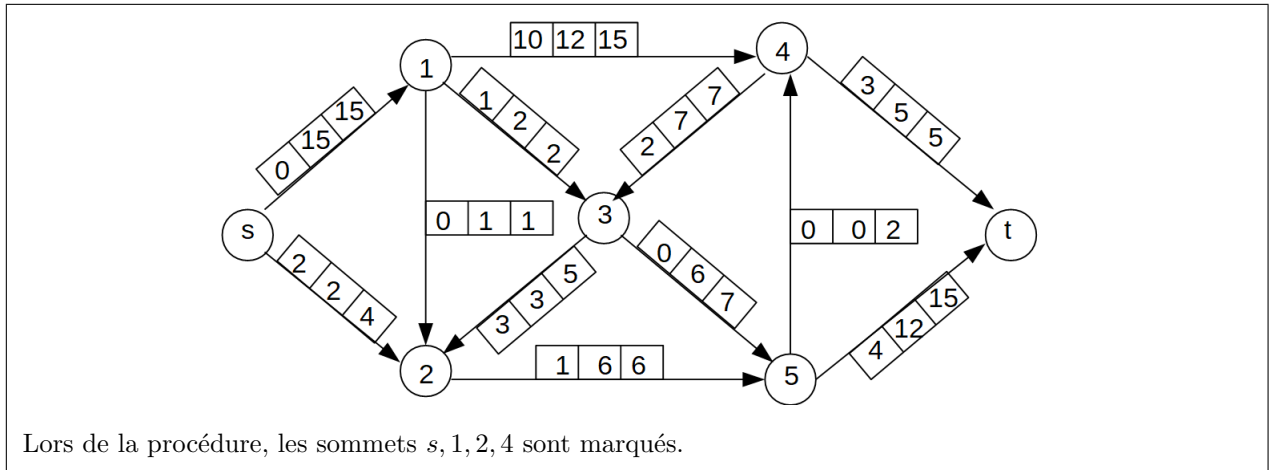 10 12 15
1
4
1 2 2
2 7 7
3 5 5
0 15 15
s
0 1 1
3
0 0 2
t
2 2 4
3 3 5
0 6 7
4 12 15
2
1 6 6
5
Lors de la procédure, les sommets s, 1, 2, 4 sont marqués.